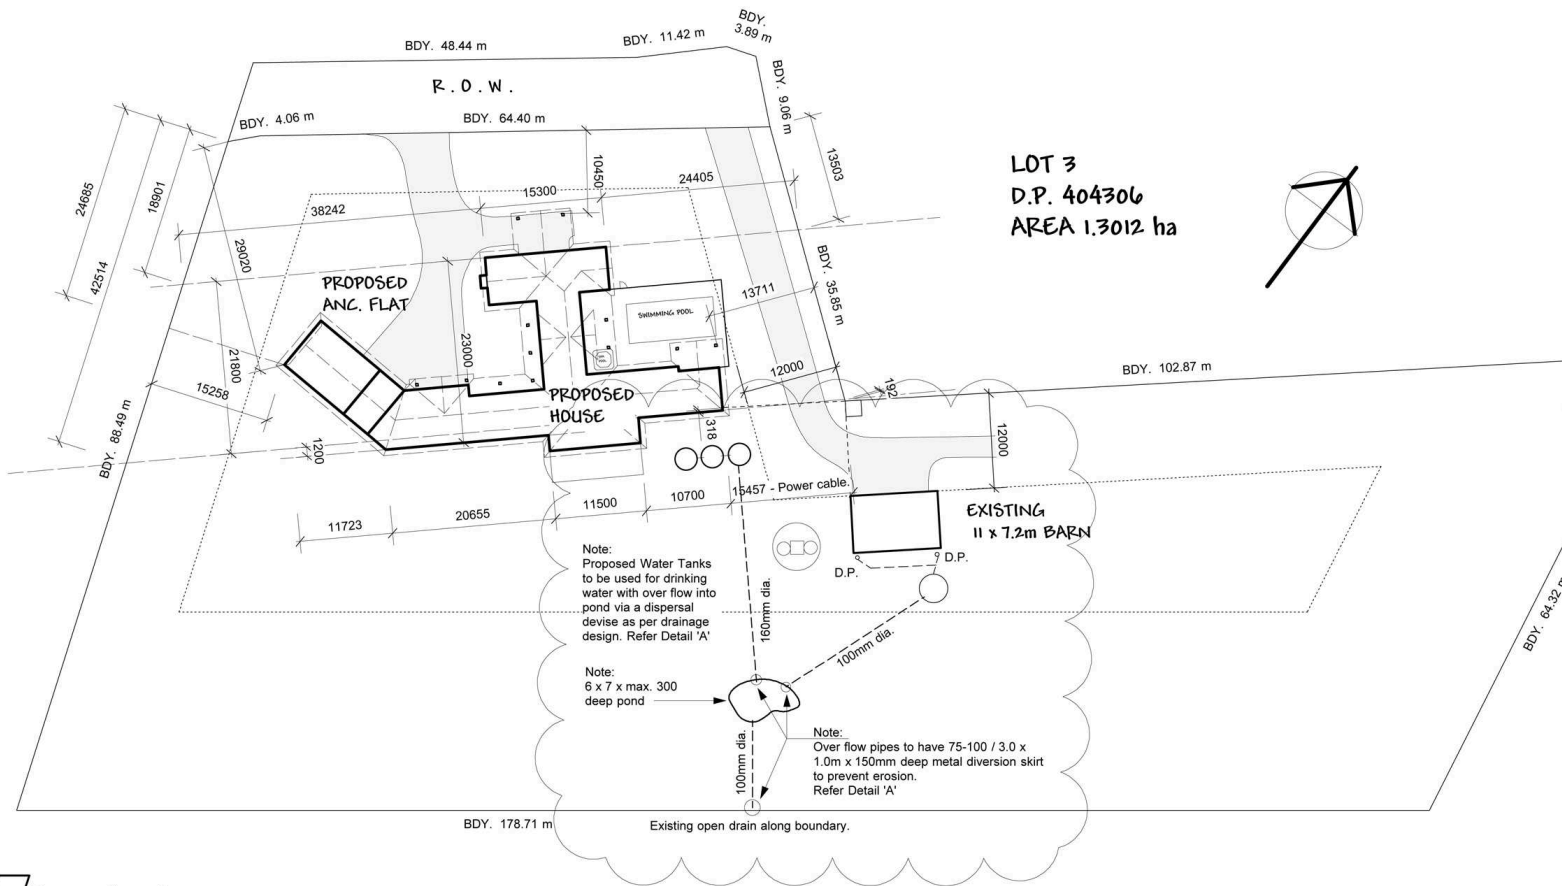 BDY. 48.44 m
BDY. 11.42 m
BDY.
3.89 m
R.O.W.
BDY. 9.06 m
BDY. 4.06 m
BDY. 64.40 m
24685
42514
18901
29020
38242
15300
10450
24405
13503
LOT 3
D.P. 404306
AREA 1.3012 ha
PROPOSED
ANC. FLAT
SWIMMING POOL
13711
BDY. 35.85 m
21800
23000
15258
12000
192
BDY. 102.87 m
BDY. 88.49 m
PROPOSED
HOUSE
318
1200
12000
15457 - Power cable.
10700
11500
20655
11723
EXISTING
11 x 7.2m BARN
D.P.
D.P.
Note:
Proposed Water Tanks
to be used for drinking
water with over flow into
pond via a dispersal
devise as per drainage
design. Refer Detail 'A'
160mm dia.
100mm dia.
BDY. 64.32 m
Note:
6 x 7 x max. 300
deep pond
100mm dia.
Note:
Over flow pipes to have 75-100 / 3.0 x
1.0m x 150mm deep metal diversion skirt
to prevent erosion.
Refer Detail 'A'
BDY. 178.71 m
Existing open drain along boundary.